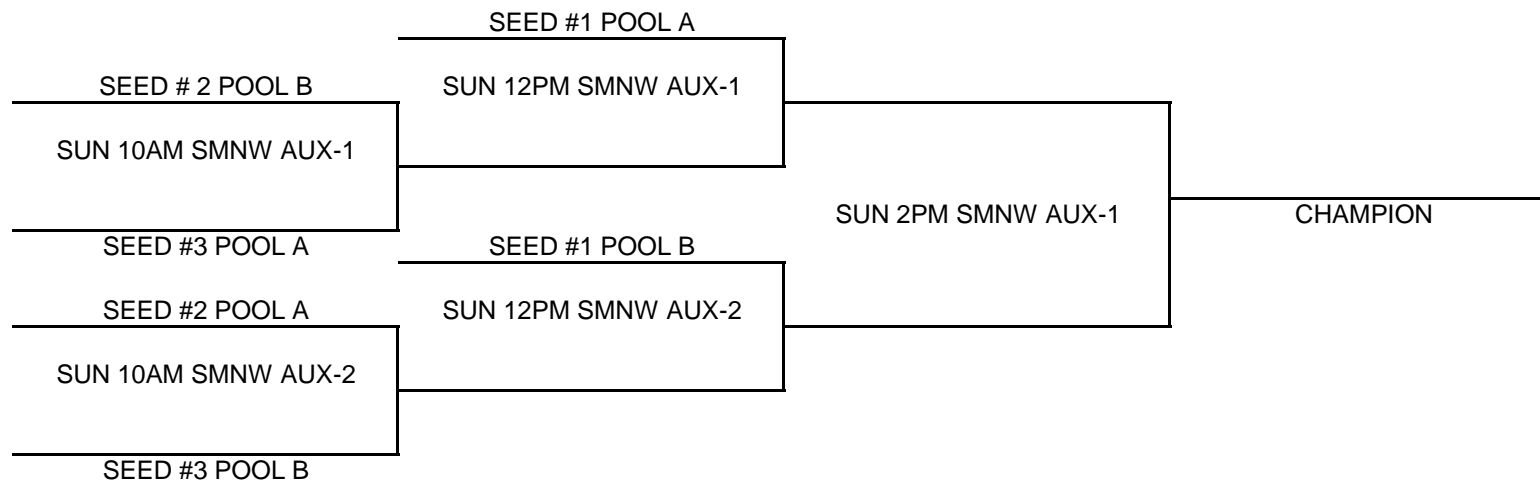 SEED #1 POOL A
SEED # 2 POOL B
SUN 12PM SMNW AUX-1
SUN 10AM SMNW AUX-1
SUN 2PM SMNW AUX-1
CHAMPION
SEED #3 POOL A
SEED #1 POOL B
SEED #2 POOL A
SUN 12PM SMNW AUX-2
SUN 10AM SMNW AUX-2
SEED #3 POOL B